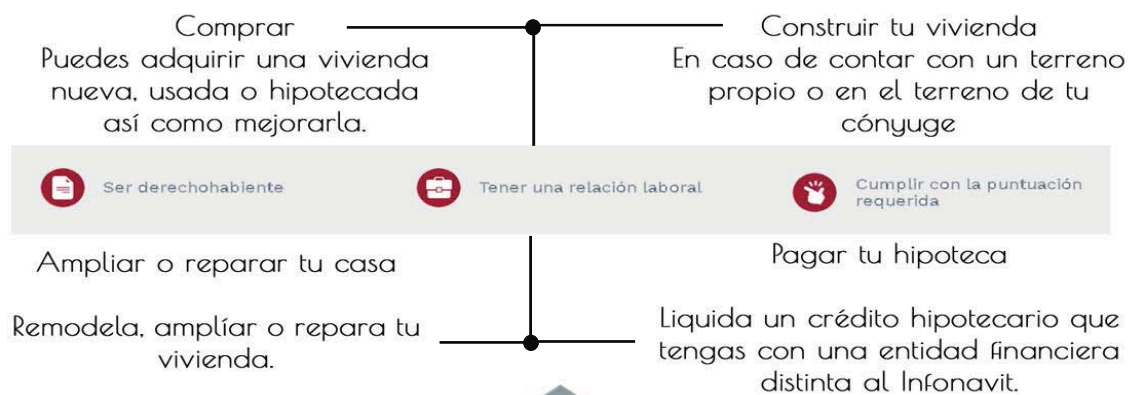 Comprar
Puedes adquirir una vivienda
nueva, usada o hipotecada
así como mejorarla.
Construir tu vivienda
En caso de contar con un terreno
propio o en el terreno de tu
cónyuge
Ser derechohabiente
Tener una relación laboral
Cumplir con la puntuación
requerida
Ampliar o reparar tu casa
Remodela, amplíar o repara tu
vivienda.
Pagar tu hipoteca
Liquida un crédito hipotecario que
tengas con una entidad financiera
distinta al Infonavit.